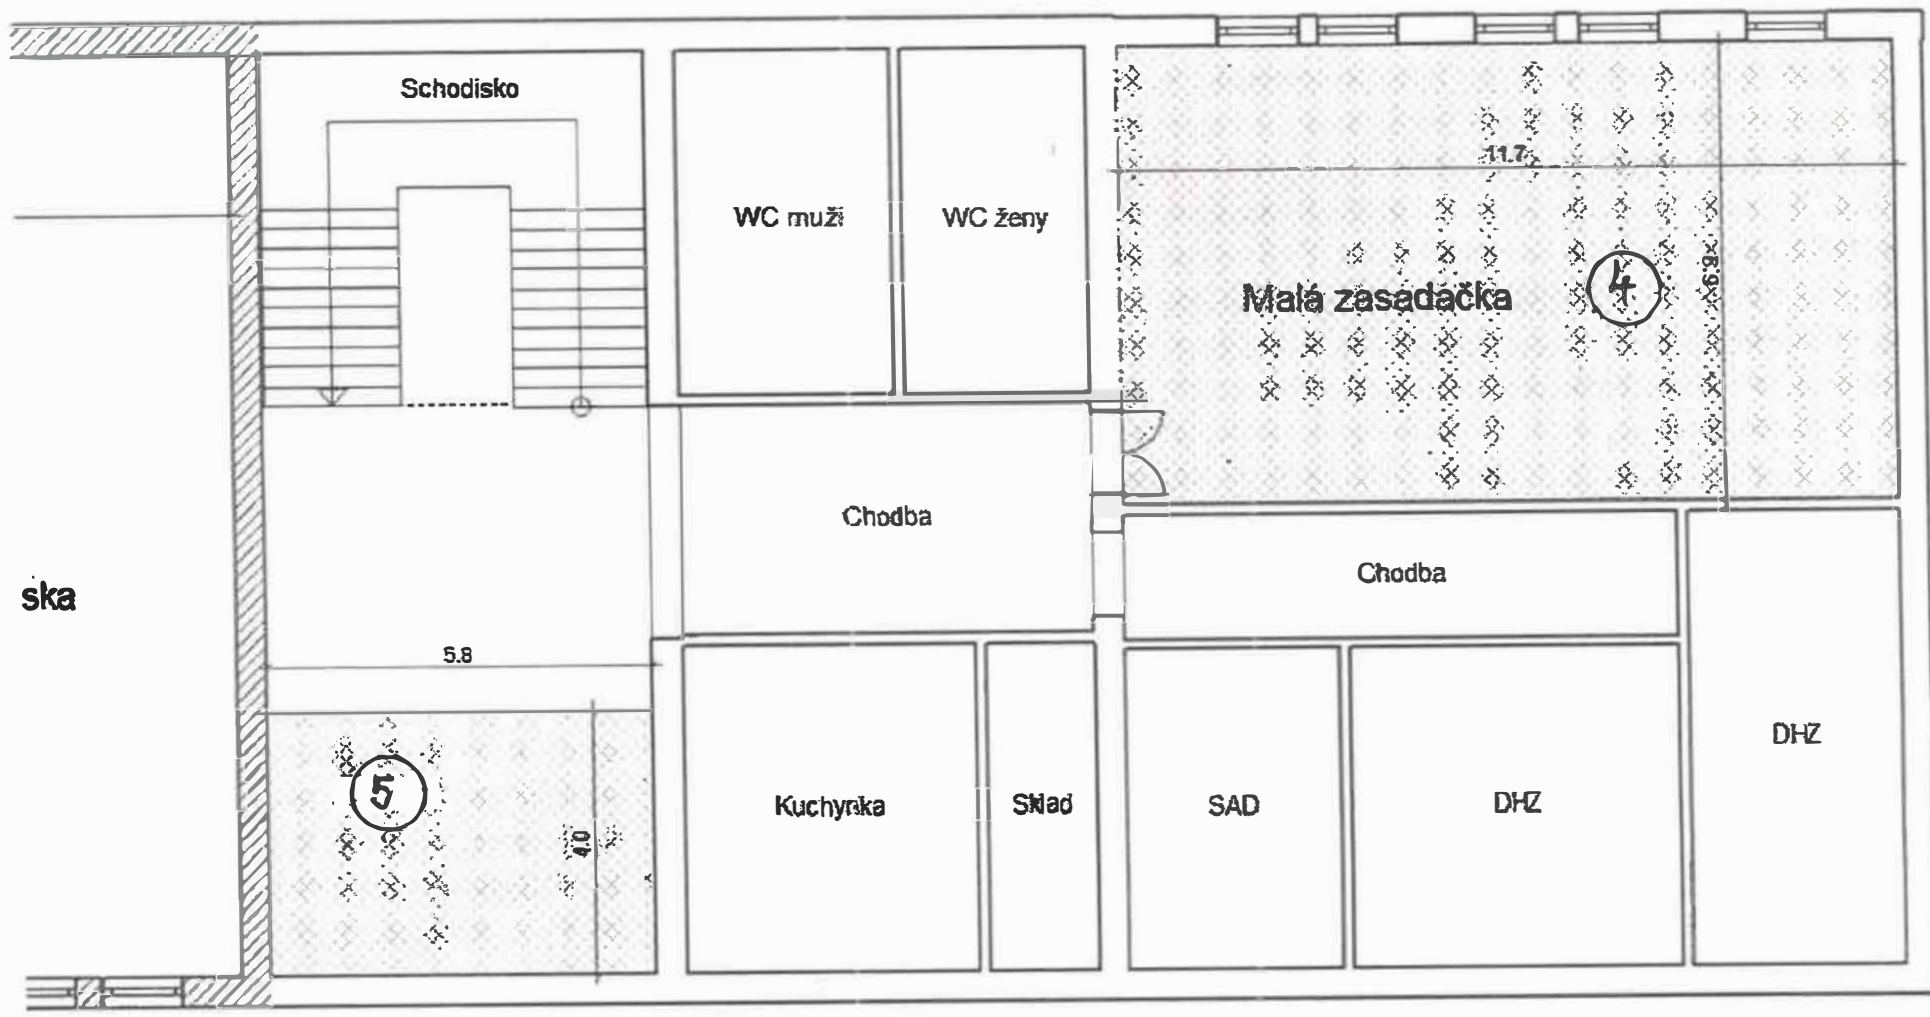 Schodisko
WC muži
WC ženy
11.7
6.9
Malá zasadačka
4
Chodba
Chodba
ska
5.8
DHZ
5
4.0
Kuchynka
Sklad
SAD
DHZ